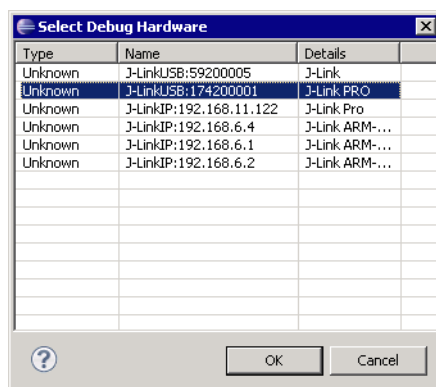 Select Debug Hardware
Type Name Details
Unknown J-LinkUSB:59200005 J-Link
Unknown J-LinkUSB:174200001 J-Link PRO
Unknown J-LinkIP:192.168.11.122 J-Link Pro
Unknown J-LinkIP:192.168.6.4 J-Link ARM-...
Unknown J-LinkIP:192.168.6.1 J-Link ARM-...
Unknown J-LinkIP:192.168.6.2 J-Link ARM-...
? OK Cancel